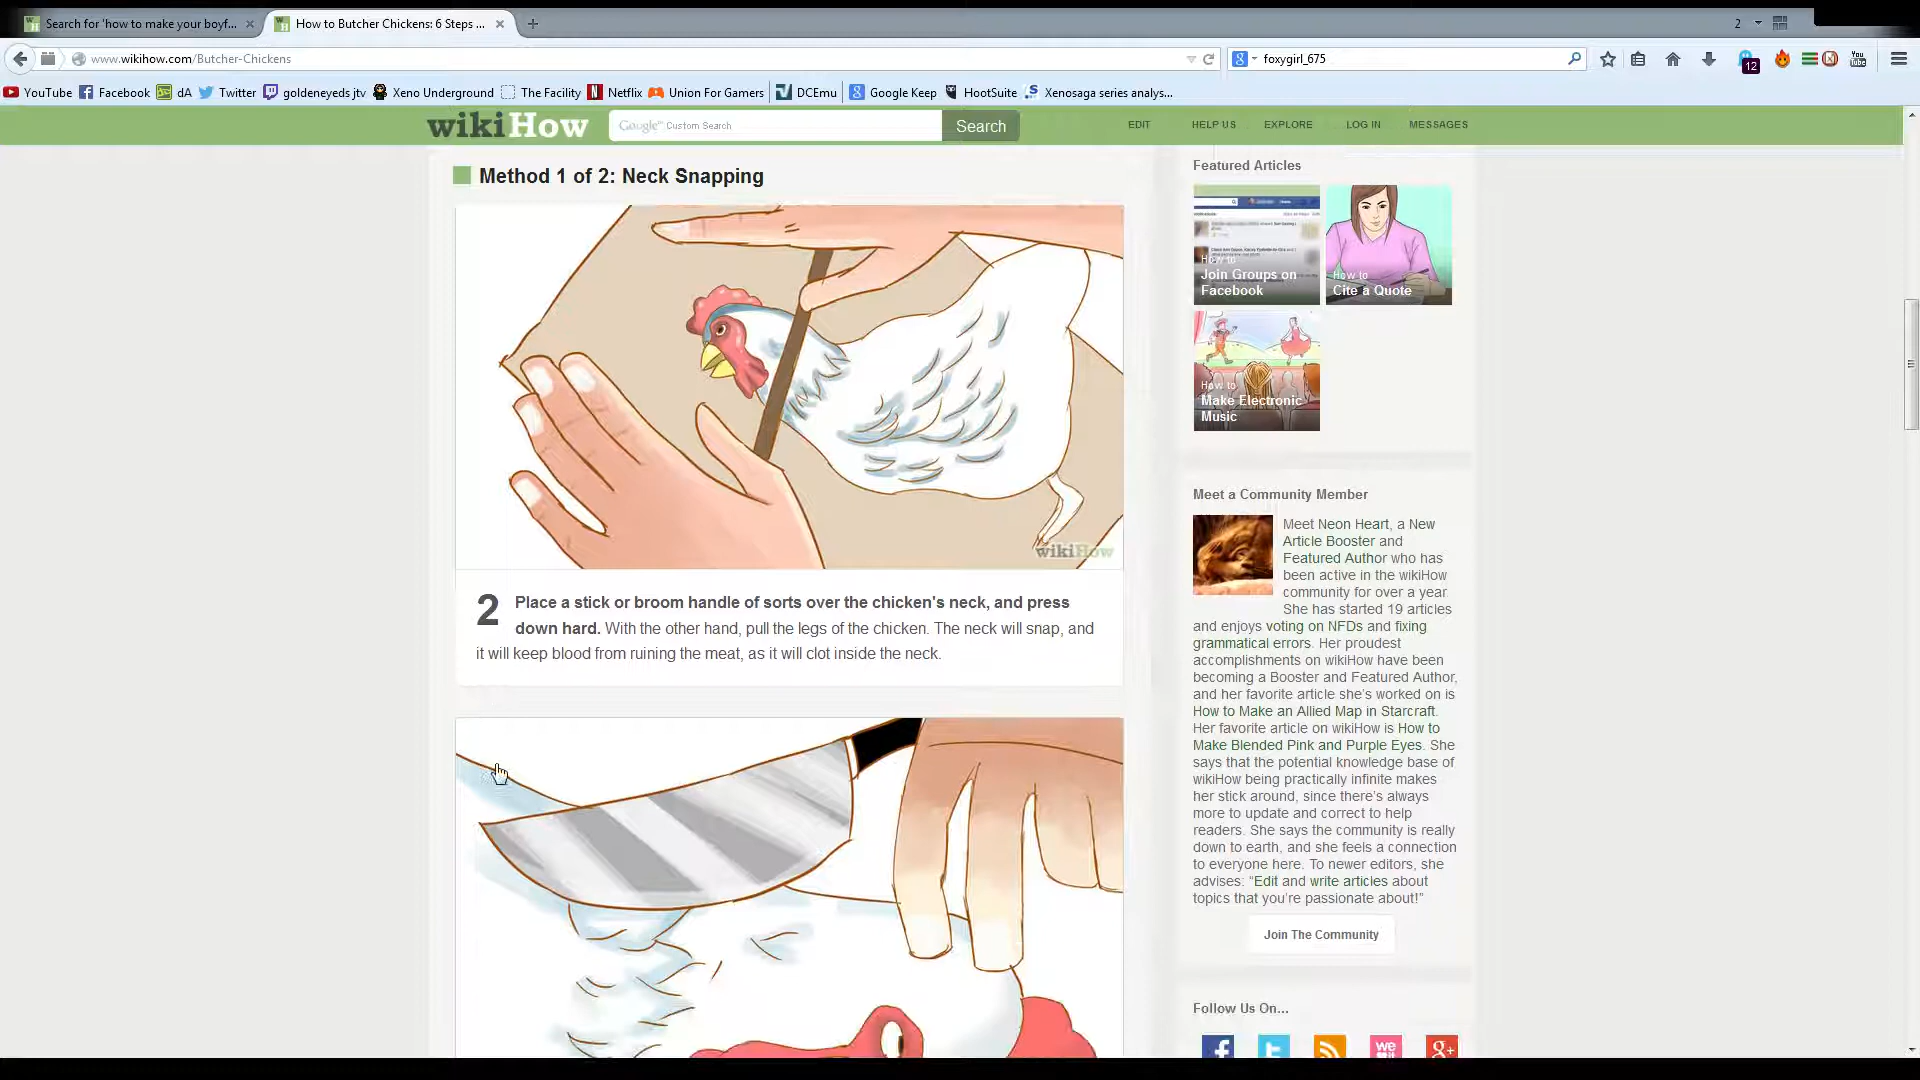 Search for 'how to make your boyf...
How to Butcher Chickens: 6 Steps ...
2
www.wikihow.com/Butcher-Chickens
foxygirl_675
12
YouTube Facebook dA Twitter goldeneyeds jtv Xeno Underground The Facility Netflix Union For Gamers DCEmu Google Keep HootSuite Xenosaga series analys...
wikiHow
Google™ Custom Search
Search
EDIT HELP US EXPLORE LOG IN MESSAGES
Method 1 of 2: Neck Snapping
wikiHow
2 Place a stick or broom handle of sorts over the chicken's neck, and press
down hard. With the other hand, pull the legs of the chicken. The neck will snap, and
it will keep blood from ruining the meat, as it will clot inside the neck.
Featured Articles
How to
Join Groups on
Facebook
How to
Cite a Quote
How to
Make Electronic
Music
Meet a Community Member
Meet Neon Heart, a New
Article Booster and
Featured Author who has
been active in the wikiHow
community for over a year.
She has started 19 articles
and enjoys voting on NFDs and fixing
grammatical errors. Her proudest
accomplishments on wikiHow have been
becoming a Booster and Featured Author,
and her favorite article she's worked on is
How to Make an Allied Map in Starcraft.
Her favorite article on wikiHow is How to
Make Blended Pink and Purple Eyes. She
says that the potential knowledge base of
wikiHow being practically infinite makes
her stick around, since there's always
more to update and correct to help
readers. She says the community is really
down to earth, and she feels a connection
to everyone here. To newer editors, she
advises: “Edit and write articles about
topics that you're passionate about!”
Join The Community
Follow Us On...